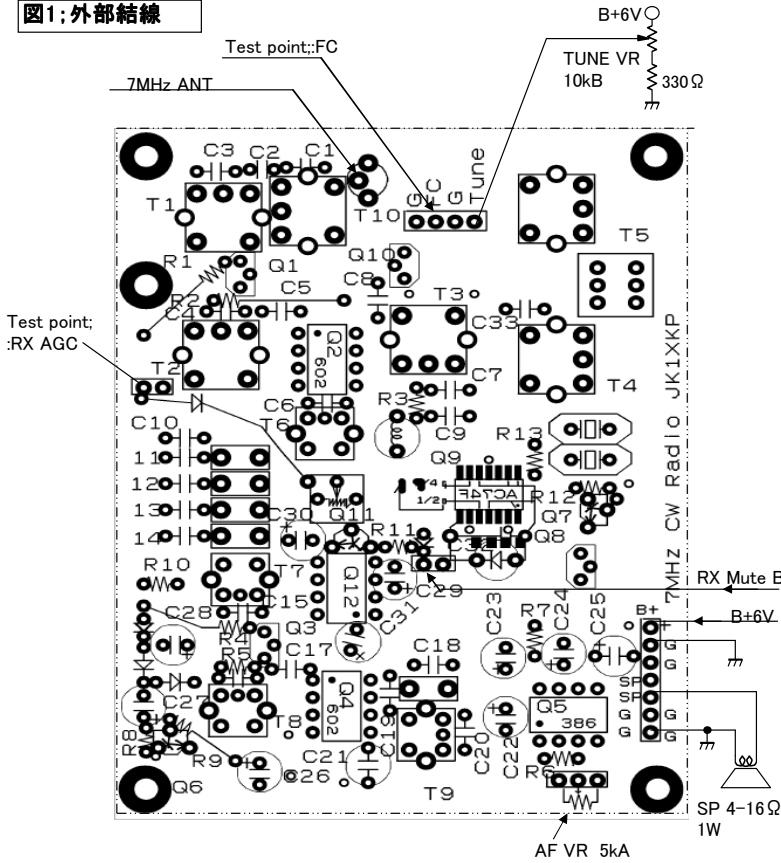 図1;外部結線
B+6V
Test point;:FC
TUNE VR
10kB
330Ω
7MHz ANT
C3
C2
C1
T1
T10
G
FC
G
Tune
T5
R1
Q1
Q10
R2
C5
C8
T3
C4
C33
Test point;
:RX AGC
Q2
602
T2
C7
T4
C6
R3
C10
T6
C9
R13
11
Q9
12
1/4
1/2
AC74F
R12
13
C30
Q11
Q7
14
R11
Q8
C32
R10
T7
Q12
C29
RX Mute B
C28
C15
C31
C23
R7
C24
C25
B+
+
B+6V
R4
Q3
G
G
R5
C17
C18
SP
SP
C27
Q4
602
Q5
386
T8
C19
C20
C22
G
G
G
G
R8
R9
C21
R6
Q6
C26
T9
SP 4-16Ω
1W
AF VR 5kA
7MHz CW Radio JK1XKP